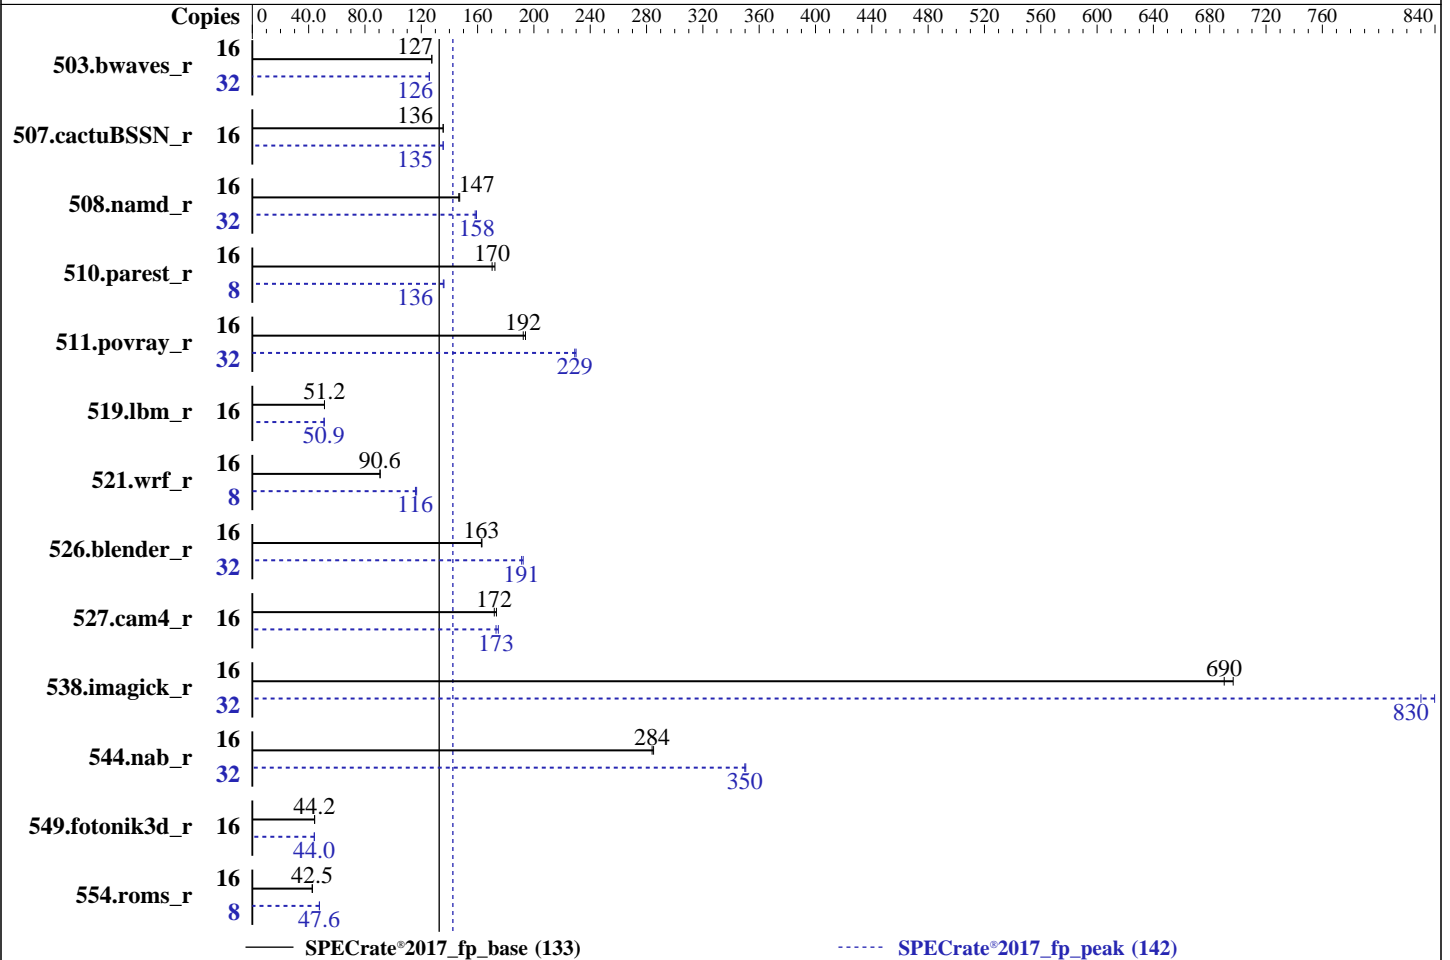 Copies 0 40.0 80.0 120 160 200 240 280 320 360 400 440 480 520 560 600 640 680 720 760 840
503.bwaves_r 16 127
32 126
507.cactuBSSN_r 16 136
135
508.namd_r 16 147
32 158
510.parest_r 16 170
8 136
511.povray_r 16 192
32 229
519.lbm_r 16 51.2
50.9
521.wrf_r 16 90.6
8 116
526.blender_r 16 163
32 191
527.cam4_r 16 172
173
538.imagick_r 16 690
32 830
544.nab_r 16 284
32 350
549.fotonik3d_r 16 44.2
44.0
554.roms_r 16 42.5
8 47.6
SPECrate®2017_fp_base (133) SPECrate®2017_fp_peak (142)